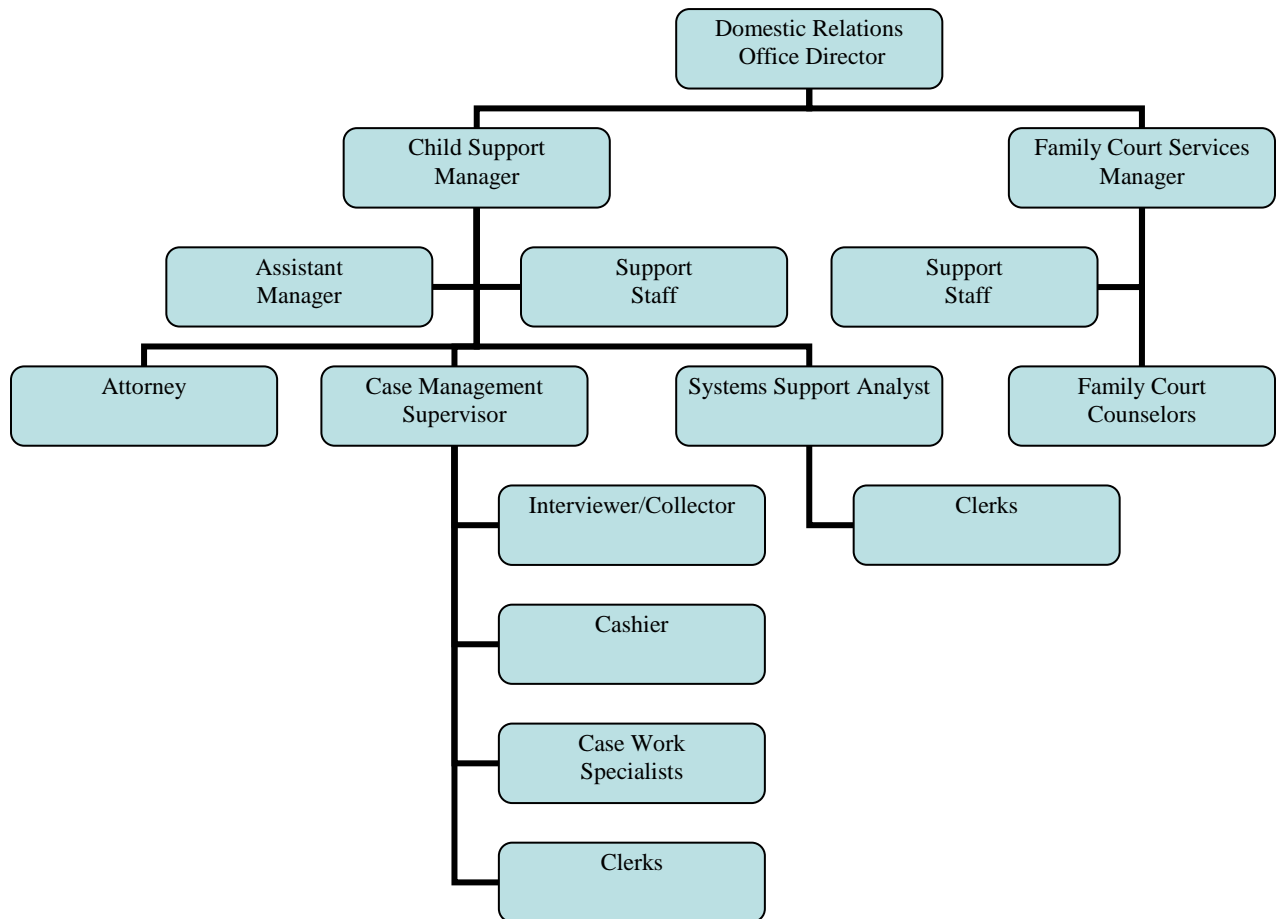 Domestic Relations
Office Director
Child Support
Manager
Family Court Services
Manager
Assistant
Manager
Support
Staff
Support
Staff
Attorney
Case Management
Supervisor
Systems Support Analyst
Family Court
Counselors
Interviewer/Collector
Clerks
Cashier
Case Work
Specialists
Clerks